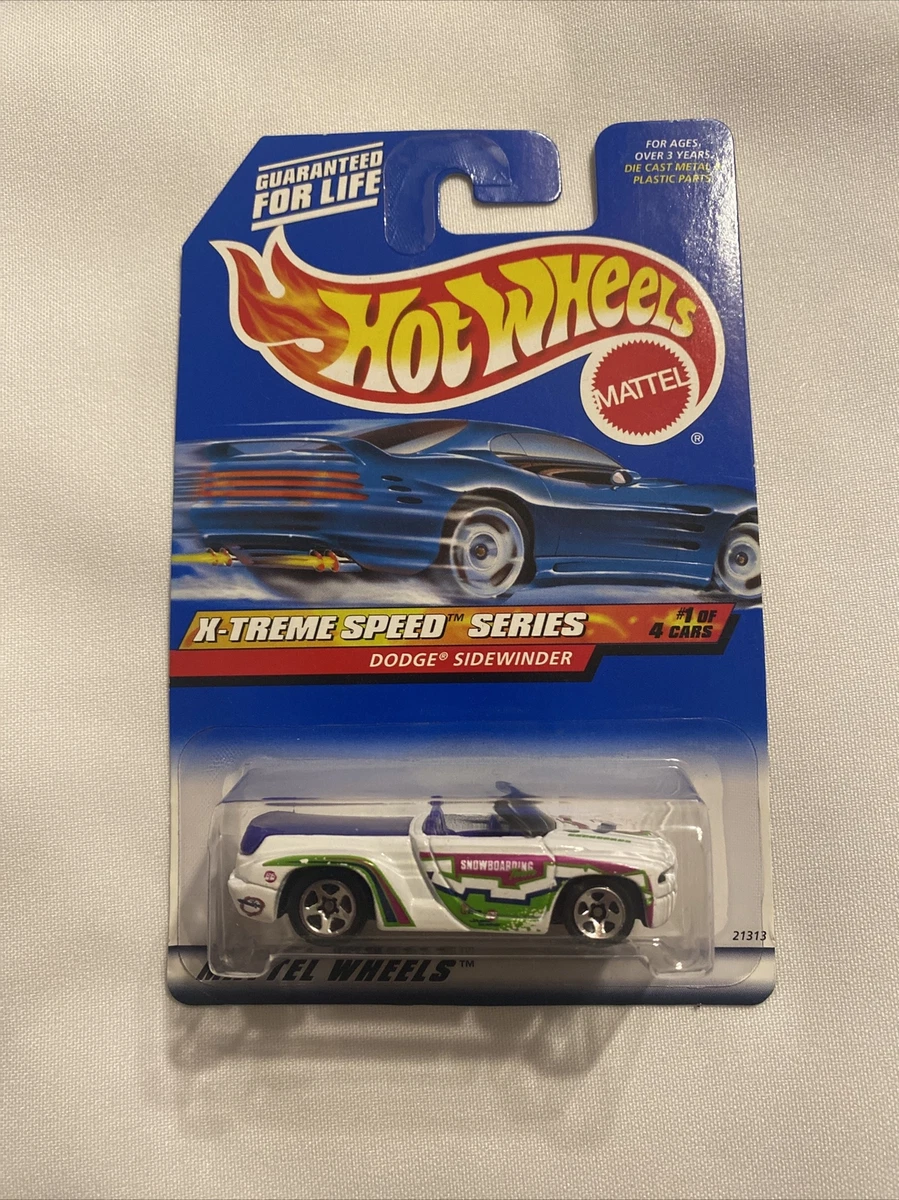 GUARANTEED
FOR LIFE
FOR AGES
OVER 3 YEARS.
DIE CAST METAL &
PLASTIC PARTS
HOT WHEELS
MATTEL
®
X-TREME SPEED™ SERIES
#1 OF
4 CARS
DODGE® SIDEWINDER
SNOWBOARDING
21313
MATTEL WHEELS™